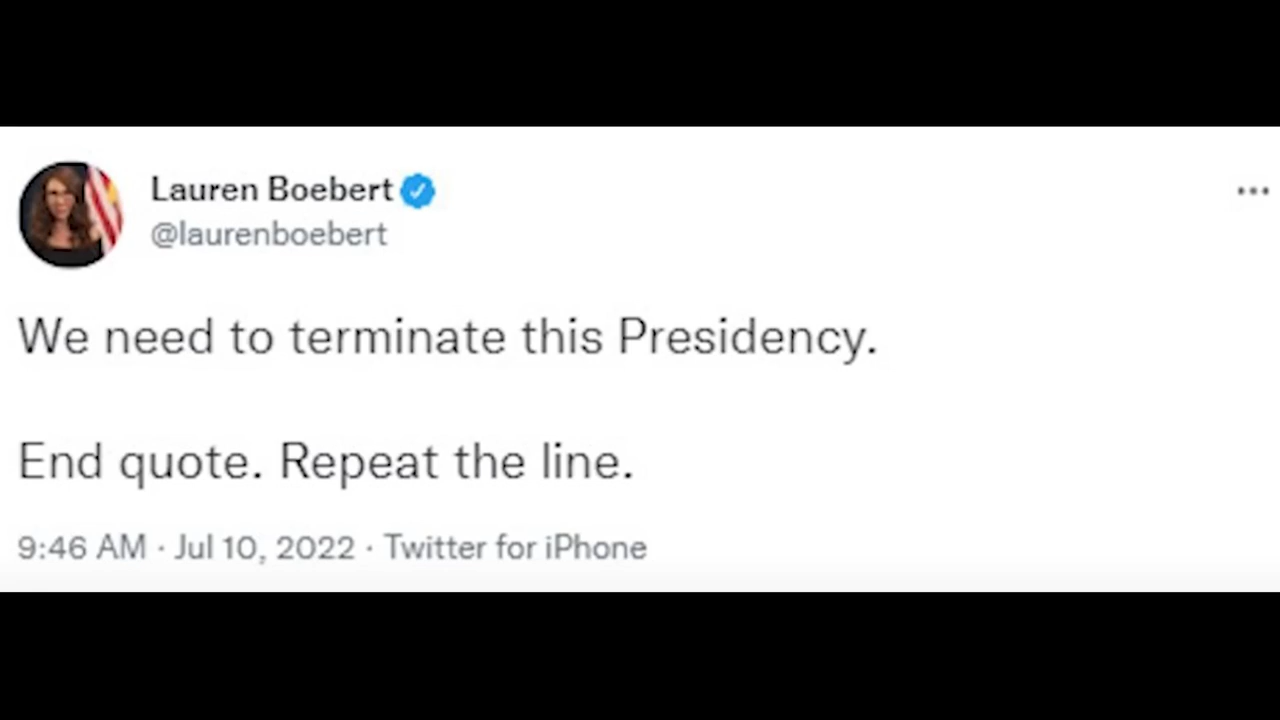 Lauren Boebert
@laurenboebert
We need to terminate this Presidency.
End quote. Repeat the line.
9:46 AM · Jul 10, 2022 · Twitter for iPhone